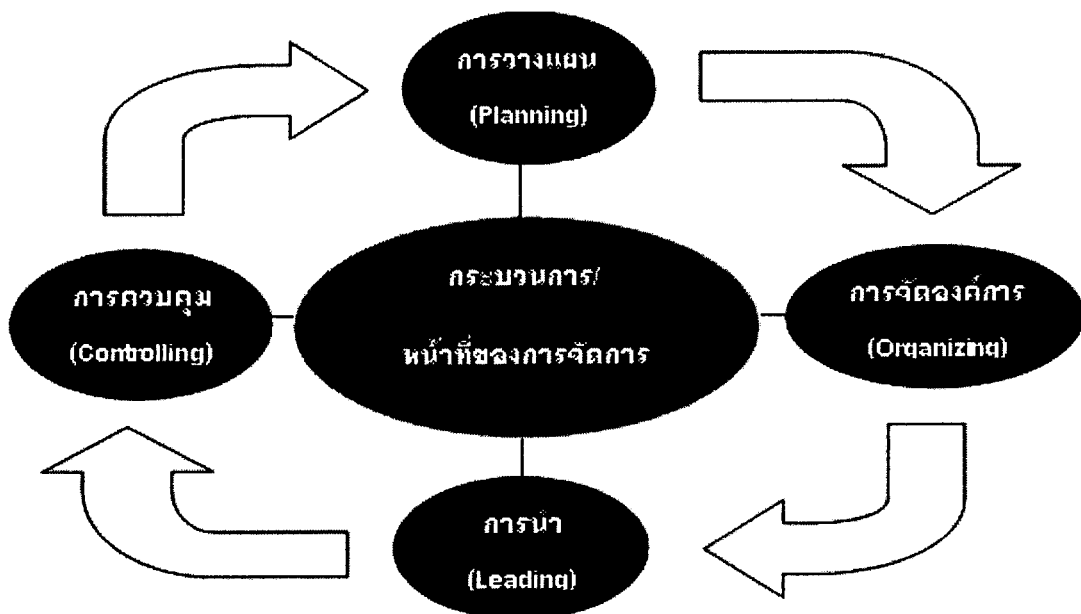 การวางแผน
(Planning)
การควบคุม
(Controlling)
กระบวนการ/
หน้าที่ของการจัดการ
การจัดองค์การ
(Organizing)
การนำ
(Leading)